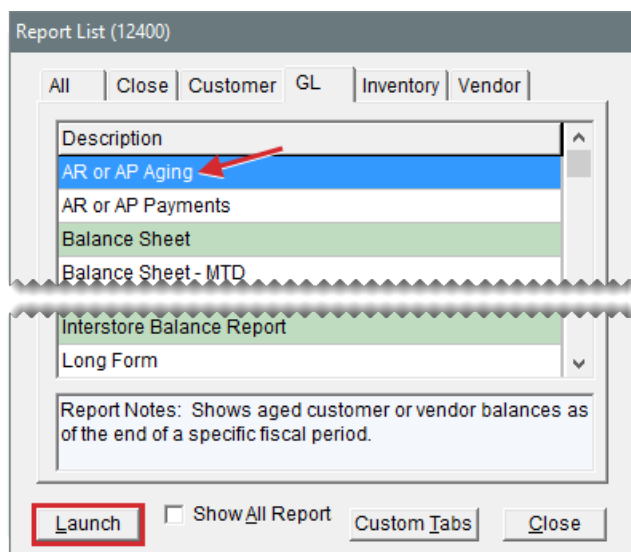 Report List (12400)
All Close Customer GL Inventory Vendor
Description
AR or AP Aging
AR or AP Payments
Balance Sheet
Balance Sheet - MTD
Interstore Balance Report
Long Form
Report Notes: Shows aged customer or vendor balances as
of the end of a specific fiscal period.
Launch Show All Report Custom Tabs Close